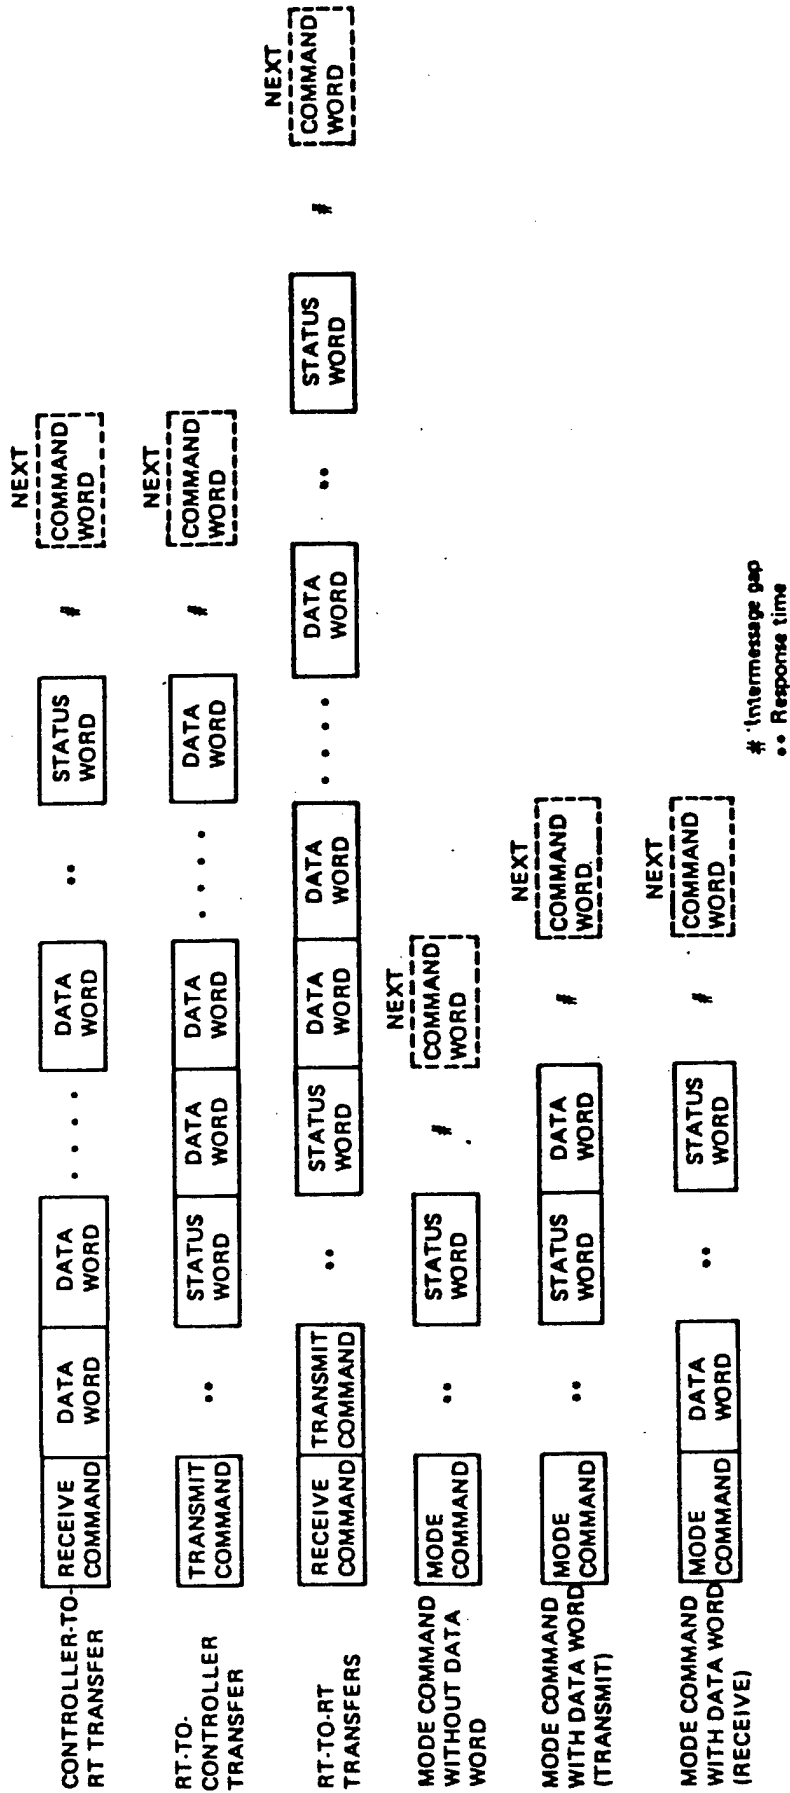 CONTROLLER-TO-
RT TRANSFER
RECEIVE
COMMAND
DATA
WORD
DATA
WORD
. . . . .
DATA
WORD
**
STATUS
WORD
#
NEXT
COMMAND
WORD
RT-TO-
CONTROLLER
TRANSFER
TRANSMIT
COMMAND
**
STATUS
WORD
DATA
WORD
DATA
WORD
. . . .
DATA
WORD
#
NEXT
COMMAND
WORD
RT-TO-RT
TRANSFERS
RECEIVE
COMMAND
TRANSMIT
COMMAND
**
STATUS
WORD
DATA
WORD
DATA
WORD
. . . . .
DATA
WORD
**
STATUS
WORD
#
NEXT
COMMAND
WORD
MODE COMMAND
WITHOUT DATA
WORD
MODE
COMMAND
**
STATUS
WORD
#
NEXT
COMMAND
WORD
MODE COMMAND
WITH DATA WORD
(TRANSMIT)
MODE
COMMAND
**
STATUS
WORD
DATA
WORD
#
NEXT
COMMAND
WORD
MODE COMMAND
WITH DATA WORD
(RECEIVE)
MODE
COMMAND
DATA
WORD
**
STATUS
WORD
#
NEXT
COMMAND
WORD
# Intermessage gap
** Response time